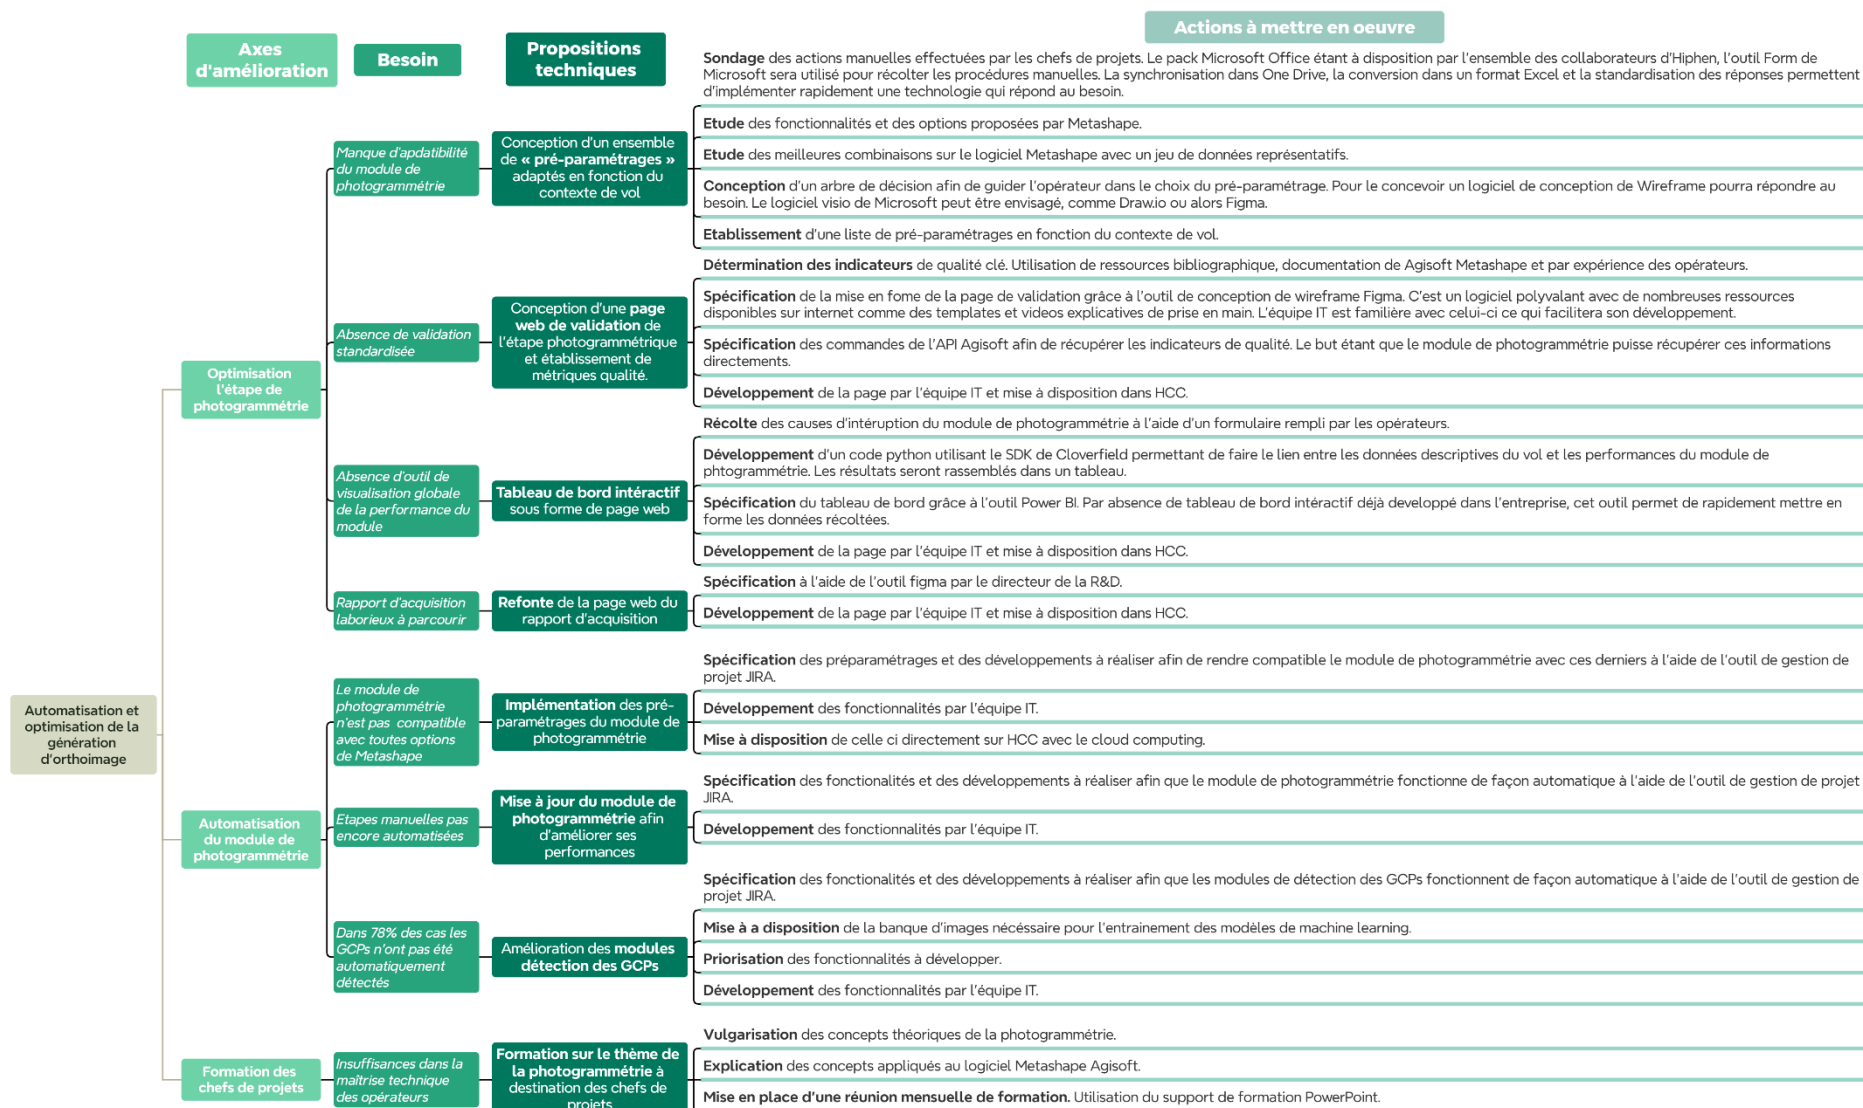 Actions à mettre en oeuvre
Axes
d'amélioration
Besoin
Propositions
techniques
Sondage des actions manuelles effectuées par les chefs de projets. Le pack Microsoft Office étant à disposition par l'ensemble des collaborateurs d'Hiphen, l'outil Form de
Microsoft sera utilisé pour récolter les procédures manuelles. La synchronisation dans One Drive, la conversion dans un format Excel et la standardisation des réponses permettent
d'implémenter rapidement une technologie qui répond au besoin.
Etude des fonctionnalités et des options proposées par Metashape.
Manque d'apdatibilité
du module de
photogrammétrie
Conception d'un ensemble
de « pré-paramétrages »
adaptés en fonction du
contexte de vol
Etude des meilleures combinaisons sur le logiciel Metashape avec un jeu de données représentatifs.
Conception d'un arbre de décision afin de guider l'opérateur dans le choix du pré-paramétrage. Pour le concevoir un logiciel de conception de Wireframe pourra répondre au
besoin. Le logiciel visio de Microsoft peut être envisagé, comme Draw.io ou alors Figma.
Etablissement d'une liste de pré-paramétrages en fonction du contexte de vol.
Détermination des indicateurs de qualité clé. Utilisation de ressources bibliographique, documentation de Agisoft Metashape et par expérience des opérateurs.
Absence de validation
standardisée
Conception d'une page
web de validation de
l'étape photogrammétrique
et établissement de
métriques qualité.
Spécification de la mise en fome de la page de validation grâce à l'outil de conception de wireframe Figma. C'est un logiciel polyvalant avec de nombreuses ressources
disponibles sur internet comme des templates et videos explicatives de prise en main. L'équipe IT est familière avec celui-ci ce qui facilitera son développement.
Spécification des commandes de l'API Agisoft afin de récupérer les indicateurs de qualité. Le but étant que le module de photogrammétrie puisse récupérer ces informations
directements.
Développement de la page par l'équipe IT et mise à disposition dans HCC.
Optimisation
l'étape de
photogrammétrie
Récolte des causes d'intéruption du module de photogrammétrie à l'aide d'un formulaire rempli par les opérateurs.
Absence d'outil de
visualisation globale
de la performance du
module
Tableau de bord intéractif
sous forme de page web
Développement d'un code python utilisant le SDK de Cloverfield permettant de faire le lien entre les données descriptives du vol et les performances du module de
phtogrammétrie. Les résultats seront rassemblés dans un tableau.
Spécification du tableau de bord grâce à l'outil Power BI. Par absence de tableau de bord intéractif déjà developpé dans l'entreprise, cet outil permet de rapidement mettre en
forme les données récoltées.
Développement de la page par l'équipe IT et mise à disposition dans HCC.
Spécification à l'aide de l'outil figma par le directeur de la R&D.
Rapport d'acquisition
laborieux à parcourir
Refonte de la page web du
rapport d'acquisition
Développement de la page par l'équipe IT et mise à disposition dans HCC.
Spécification des préparamétrages et des développements à réaliser afin de rendre compatible le module de photogrammétrie avec ces derniers à l'aide de l'outil de gestion de
projet JIRA.
Automatisation et
optimisation de la
génération
d'orthoimage
Le module de
photogrammétrie
n'est pas compatible
avec toutes options
de Metashape
Implémentation des pré-
paramétrages du module de
photogrammétrie
Développement des fonctionnalités par l'équipe IT.
Mise à disposition de celle ci directement sur HCC avec le cloud computing.
Spécification des fonctionalités et des développements à réaliser afin que le module de photogrammétrie fonctionne de façon automatique à l'aide de l'outil de gestion de projet
JIRA.
Automatisation
du module de
photogrammétrie
Etapes manuelles pas
encore automatisées
Mise à jour du module de
photogrammétrie afin
d'améliorer ses
performances
Développement des fonctionnalités par l'équipe IT.
Spécification des fonctionalités et des développements à réaliser afin que les modules de détection des GCPs fonctionnent de façon automatique à l'aide de l'outil de gestion de
projet JIRA.
Dans 78% des cas les
GCPs n'ont pas été
automatiquement
détectés
Amélioration des modules
détection des GCPs
Mise à a disposition de la banque d'images nécéssaire pour l'entrainement des modèles de machine learning.
Priorisation des fonctionnalités à développer.
Développement des fonctionnalités par l'équipe IT.
Vulgarisation des concepts théoriques de la photogrammétrie.
Formation des
chefs de projets
Insuffisances dans la
maîtrise technique
des opérateurs
Formation sur le thème de
la photogrammétrie à
destination des chefs de
projets
Explication des concepts appliqués au logiciel Metashape Agisoft.
Mise en place d'une réunion mensuelle de formation. Utilisation du support de formation PowerPoint.